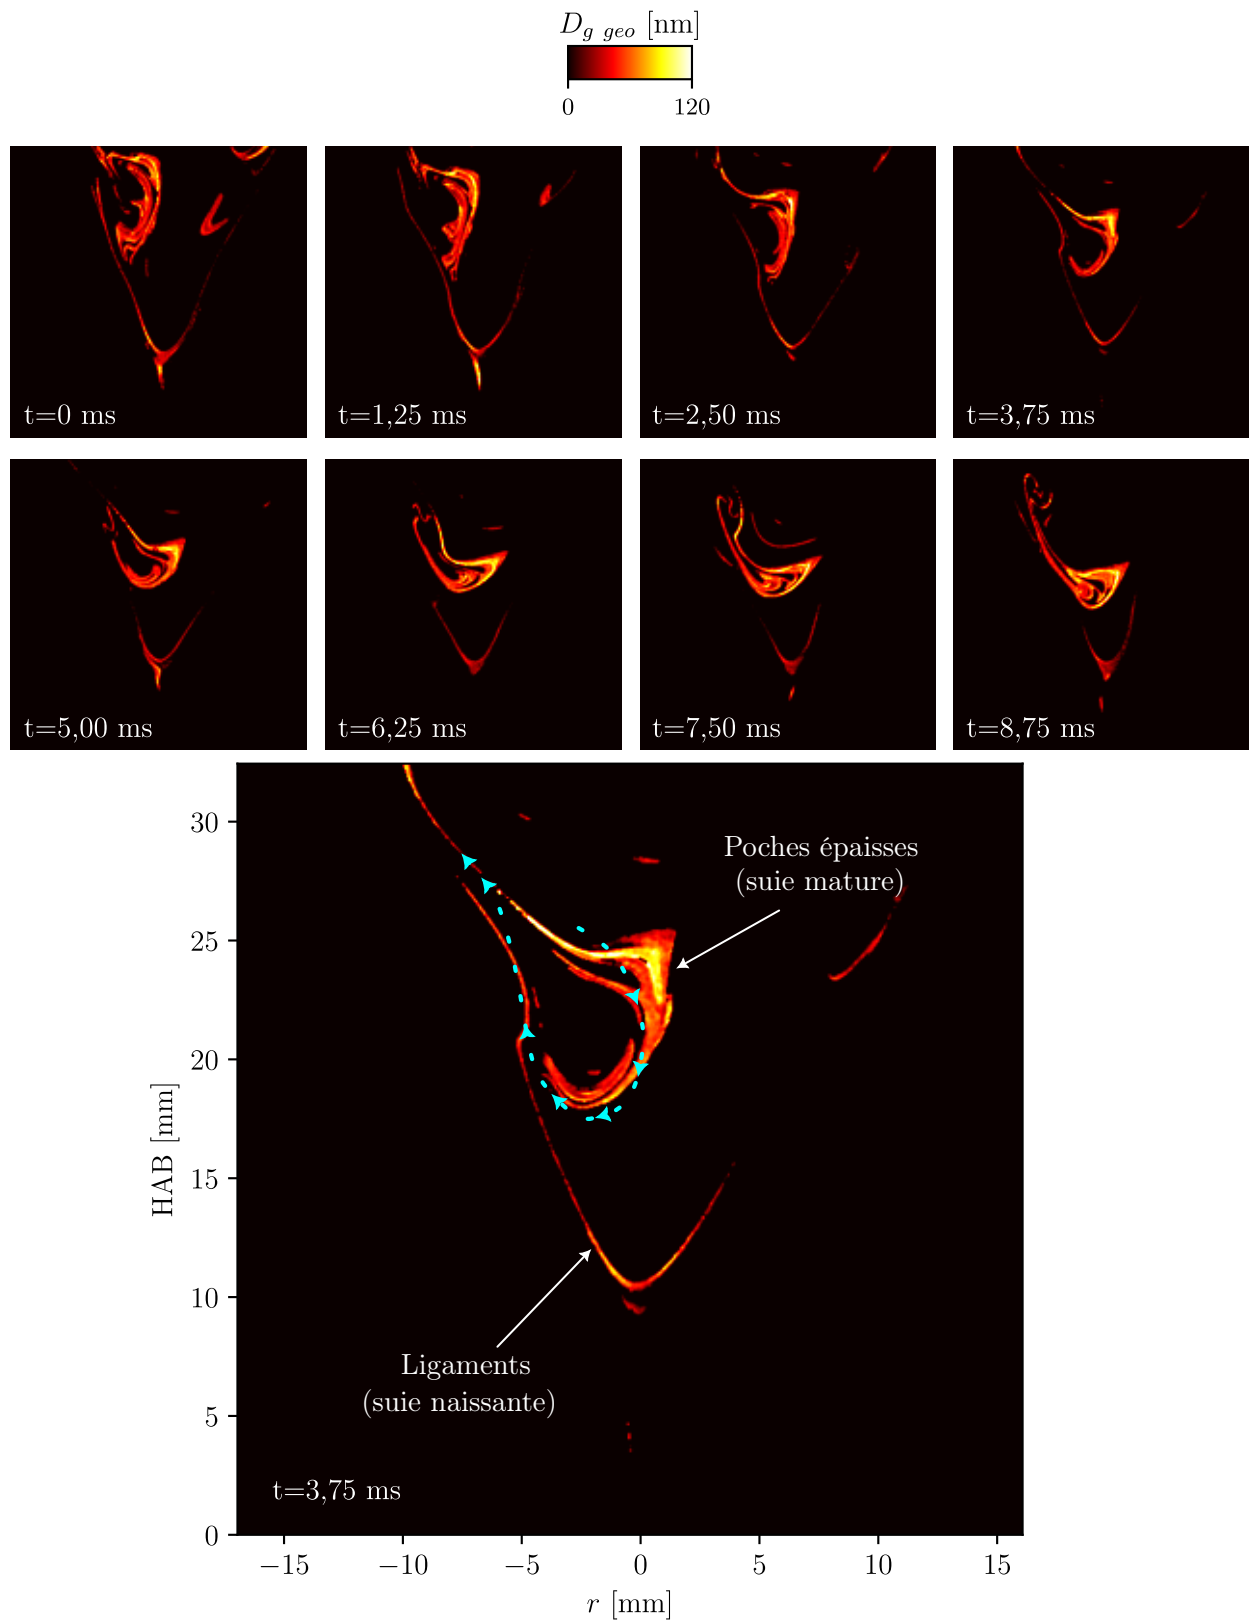 D_g geo [nm]
0 120
t=0 ms
t=1,25 ms
t=2,50 ms
t=3,75 ms
t=5,00 ms
t=6,25 ms
t=7,50 ms
t=8,75 ms
30
25
20
15
10
5
0
HAB [mm]
Poches épaisses
(suie mature)
Ligaments
(suie naissante)
t=3,75 ms
−15 −10 −5 0 5 10 15
r [mm]